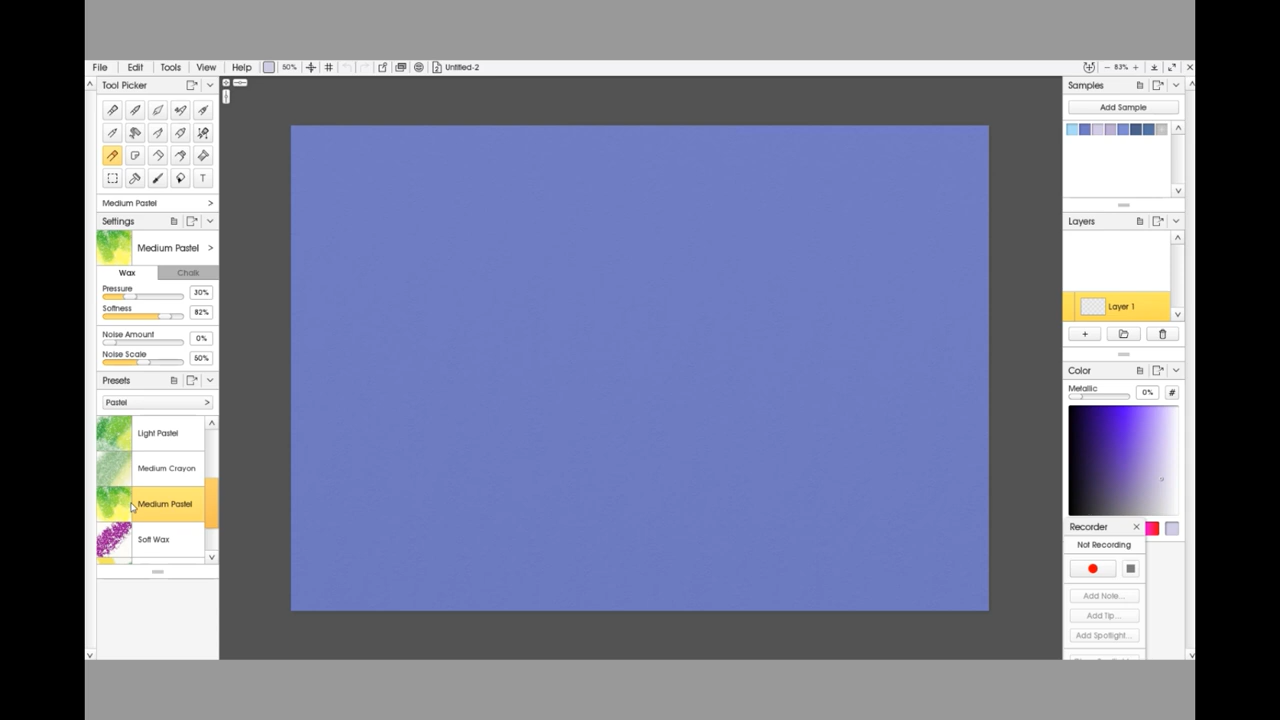 File Edit Tools View Help 50% Untitled-2 83%
Tool Picker
Medium Pastel >
Settings
Medium Pastel >
Wax Chalk
Pressure 30%
Softness 82%
Noise Amount 0%
Noise Scale 50%
Presets
Pastel >
Light Pastel
Medium Crayon
Medium Pastel
Soft Wax
T
Samples
Add Sample
Layers
Layer 1
+
Color
Metallic 0% #
Recorder
Not Recording
Add Note...
Add Tip...
Add Spotlight...